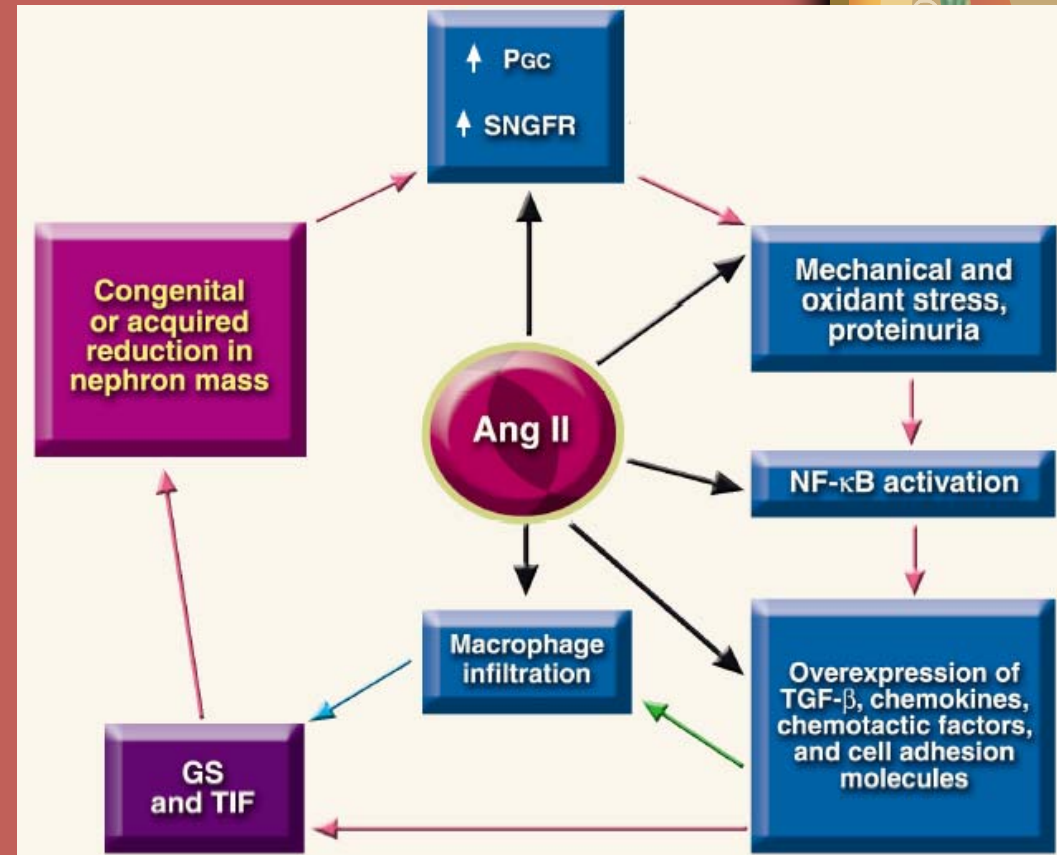 ↑ PGC
↑ SNGFR
Congenital
or acquired
reduction in
nephron mass
Mechanical and
oxidant stress,
proteinuria
Ang II
NF-κB activation
Macrophage
infiltration
Overexpression of
TGF-β, chemokines,
chemotactic factors,
and cell adhesion
molecules
GS
and TIF